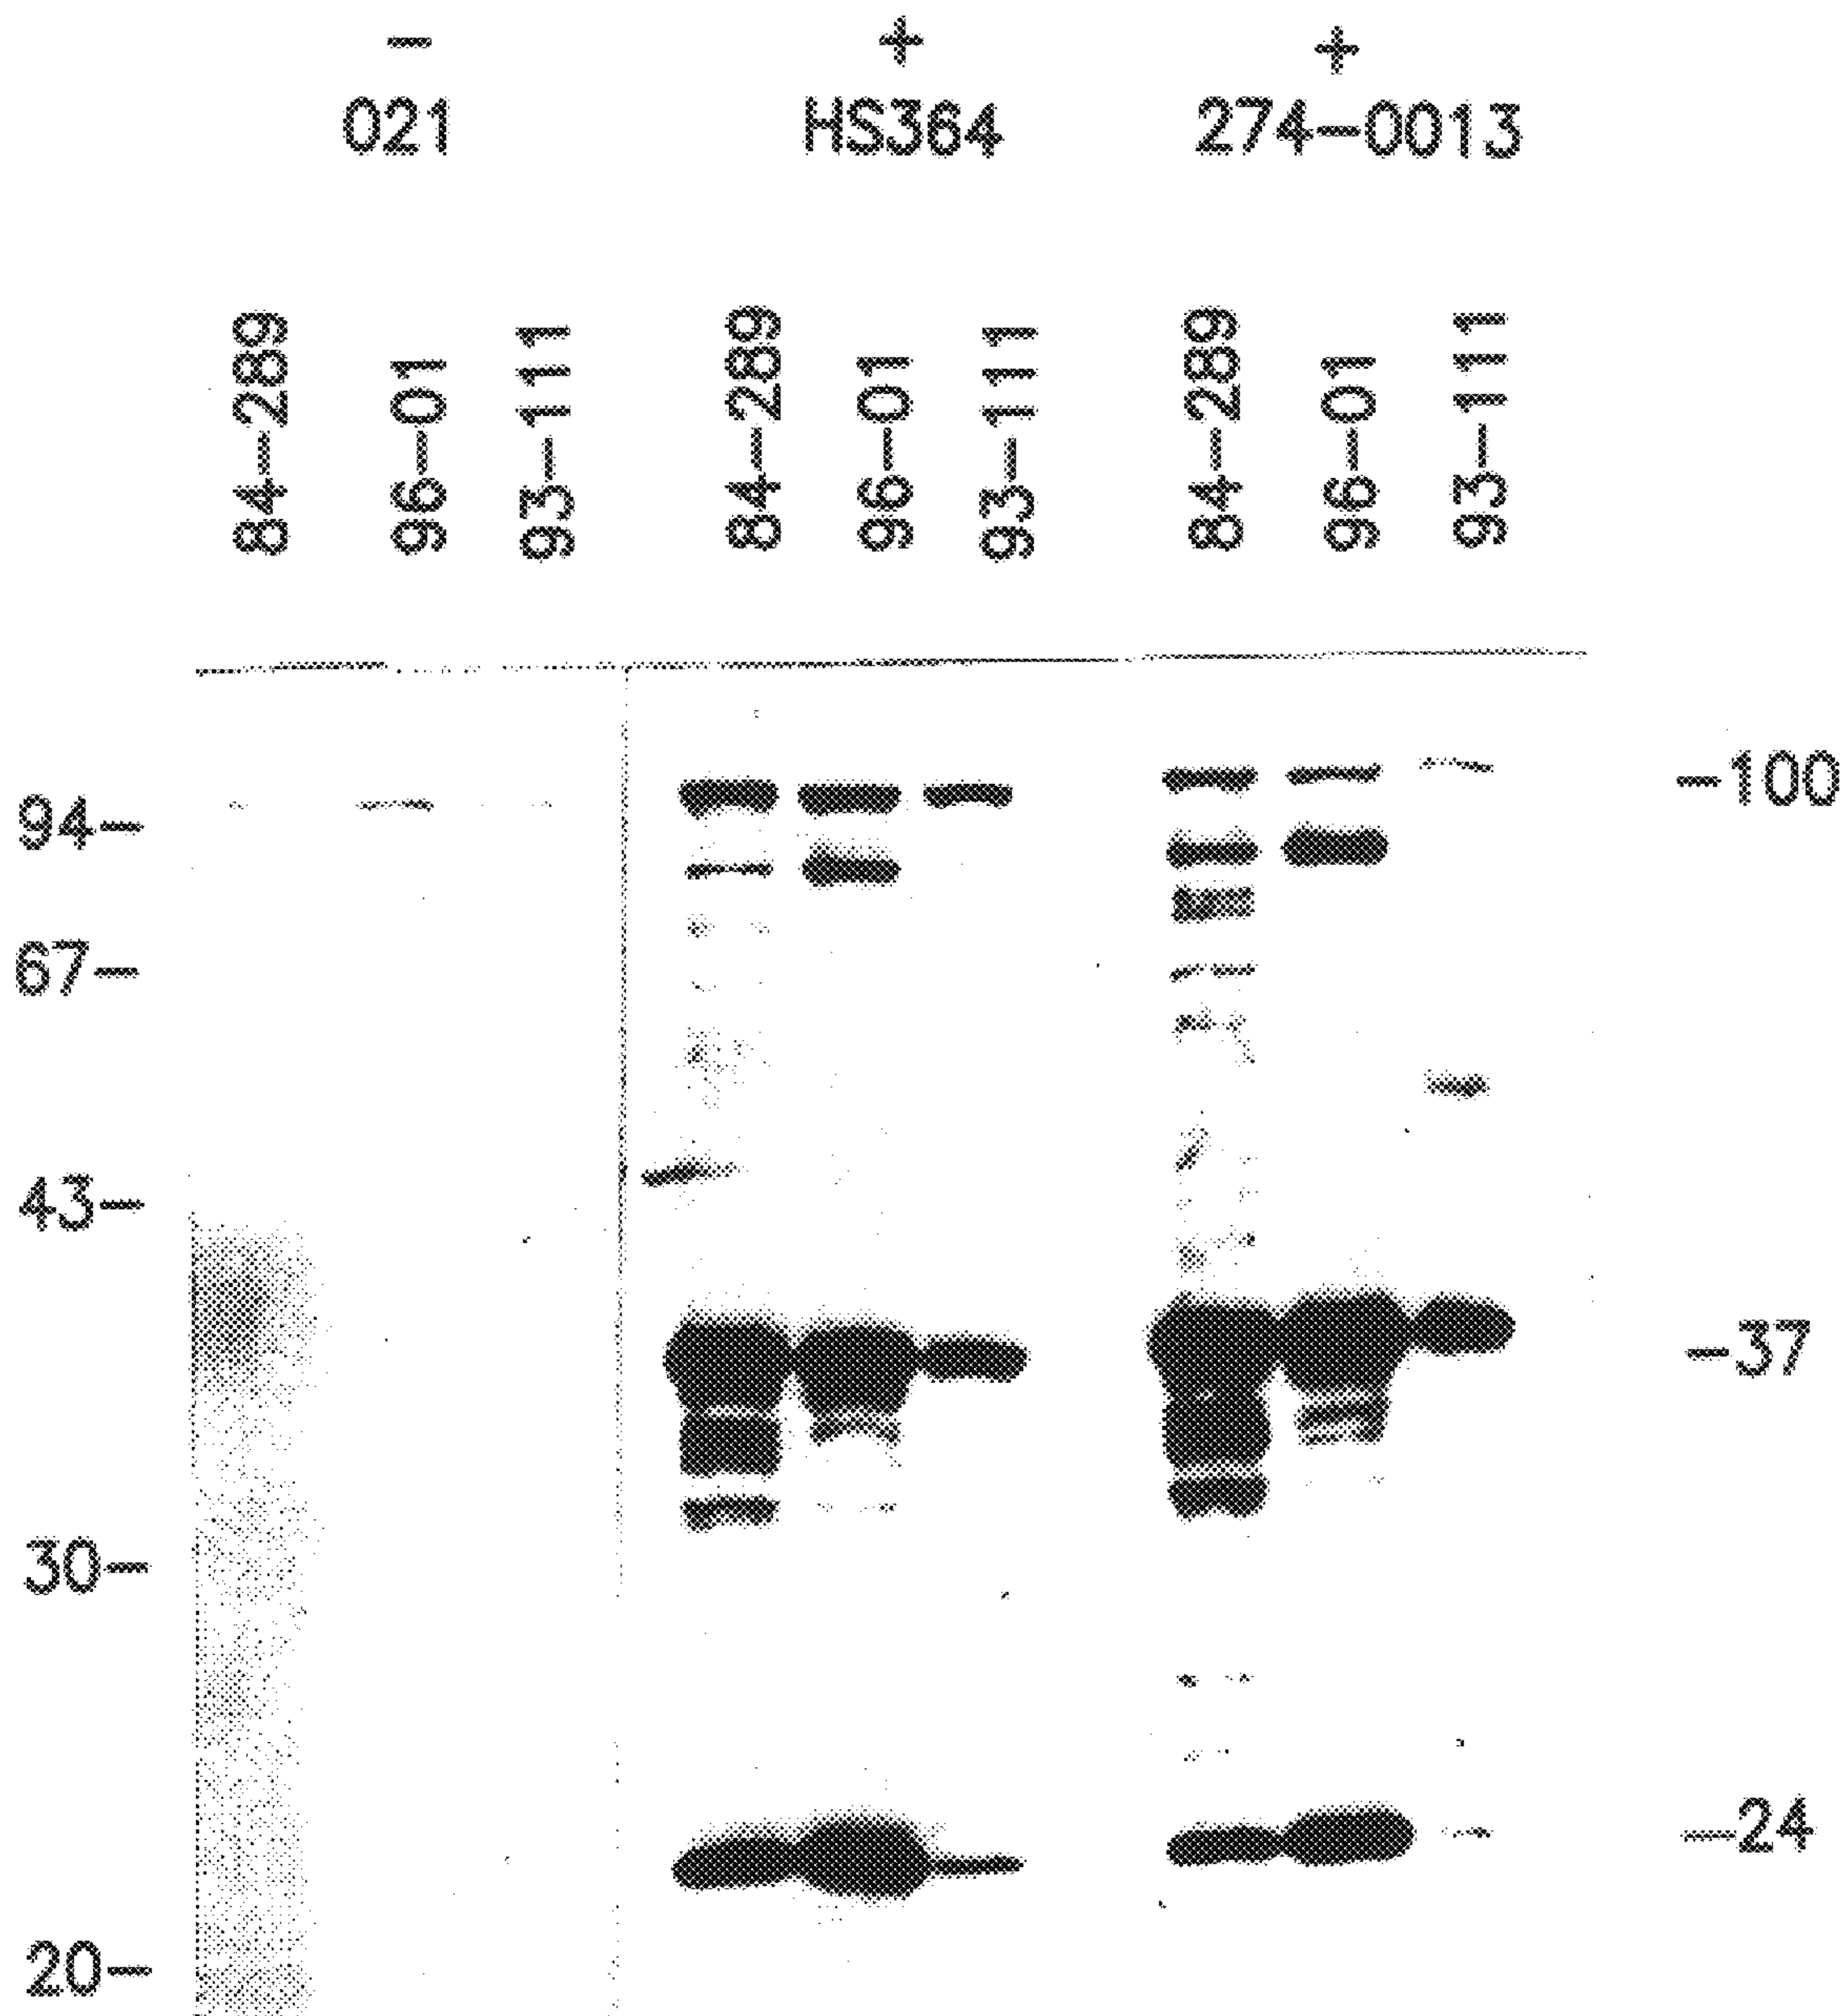 - + +
021 HS364 274-0013
84-289 96-01 93-111 84-289 96-01 93-111 84-289 96-01 93-111
94- -100
67-
43-
-37
30-
-24
20-